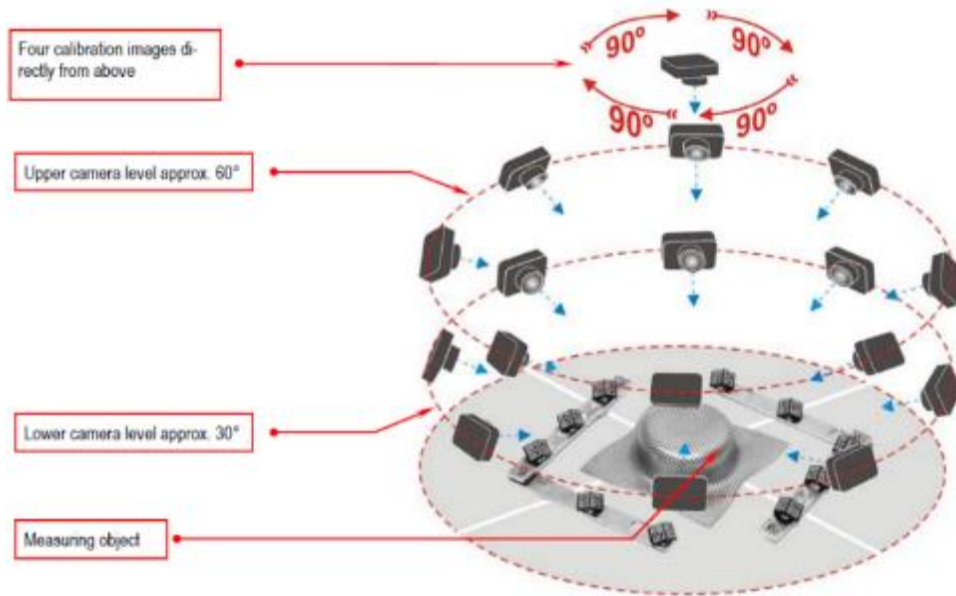 Four calibration images di-
rectly from above
90° 90°
90° 90°
Upper camera level approx. 60°
Lower camera level approx. 30°
Measuring object